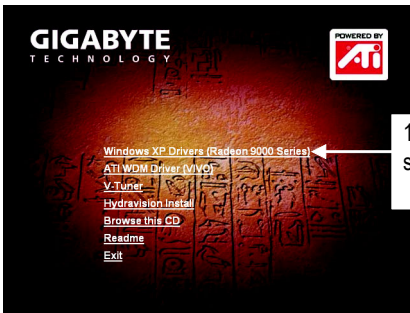 GIGABYTE
TECHNOLOGY
POWERED BY
ATi
Windows XP Drivers (Radeon 9000 Series)
ATI WDM Driver (VIVO)
V-Tuner
Hydravision Install
Browse this CD
Readme
Exit
1
s